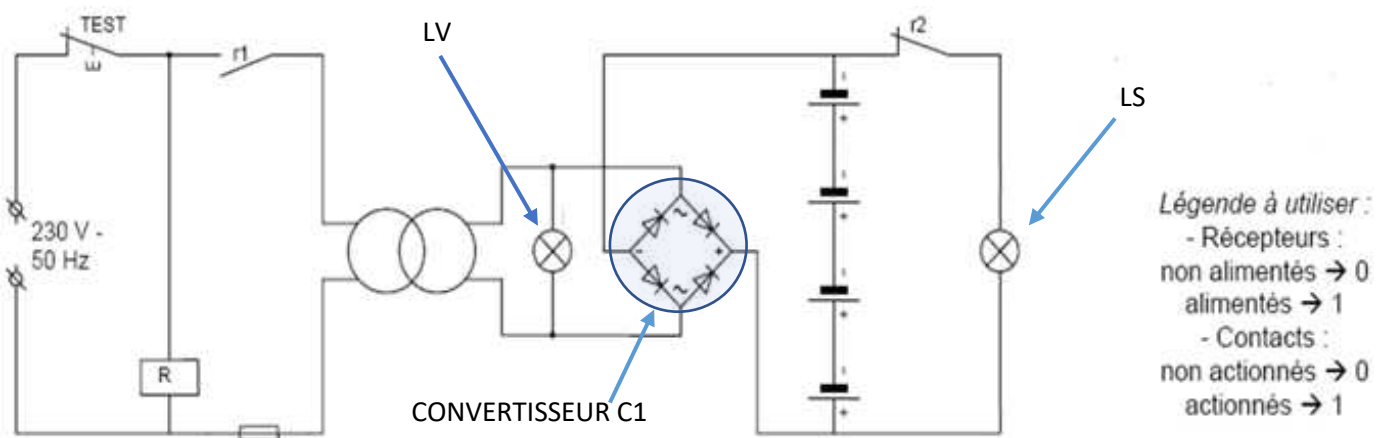 TEST
r1
LV
r2
LS
230 V -
50 Hz
R
CONVERTISSEUR C1
~
-
+
~
-
+
-
+
-
+
-
+
Légende à utiliser :
- Récepteurs :
non alimentés → 0
alimentés → 1
- Contacts :
non actionnés → 0
actionnés → 1